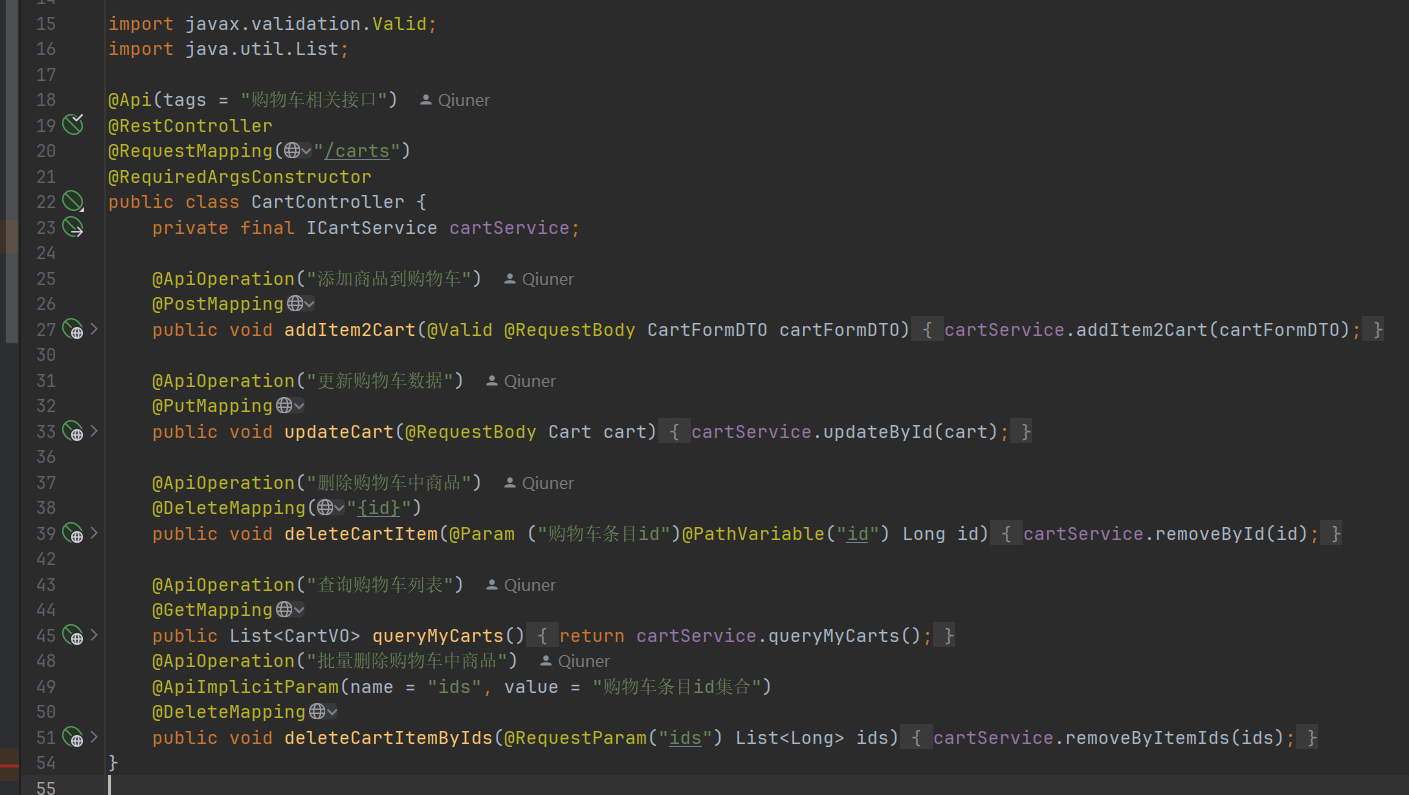 15 import javax.validation.Valid;
16 import java.util.List;
17
18 @Api(tags = "购物车相关接口") Qiuner
19 @RestController
20 @RequestMapping("/carts")
21 @RequiredArgsConstructor
22 public class CartController {
23 private final ICartService cartService;
24
25 @ApiOperation("添加商品到购物车") Qiuner
26 @PostMapping
27 public void addItem2Cart(@Valid @RequestBody CartFormDTO cartFormDTO) { cartService.addItem2Cart(cartFormDTO); }
30
31 @ApiOperation("更新购物车数据") Qiuner
32 @PutMapping
33 public void updateCart(@RequestBody Cart cart) { cartService.updateById(cart); }
36
37 @ApiOperation("删除购物车中商品") Qiuner
38 @DeleteMapping("{id}")
39 public void deleteCartItem(@Param ("购物车条目id")@PathVariable("id") Long id) { cartService.removeById(id); }
42
43 @ApiOperation("查询购物车列表") Qiuner
44 @GetMapping
45 public List<CartVO> queryMyCarts() { return cartService.queryMyCarts(); }
48 @ApiOperation("批量删除购物车中商品") Qiuner
49 @ApiImplicitParam(name = "ids", value = "购物车条目id集合")
50 @DeleteMapping
51 public void deleteCartItemByIds(@RequestParam("ids") List<Long> ids) { cartService.removeByItemIds(ids); }
54 }
55